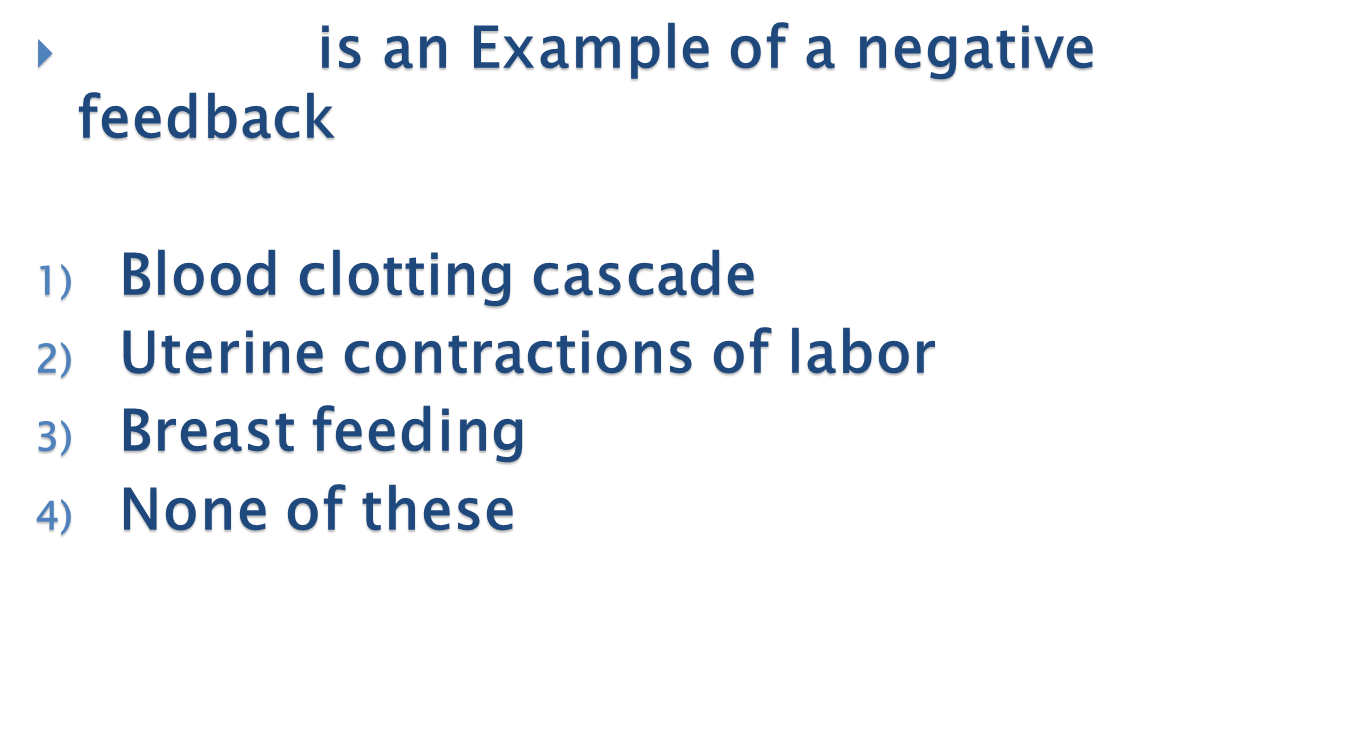 is an Example of a negative
feedback
1) Blood clotting cascade
2) Uterine contractions of labor
3) Breast feeding
4) None of these